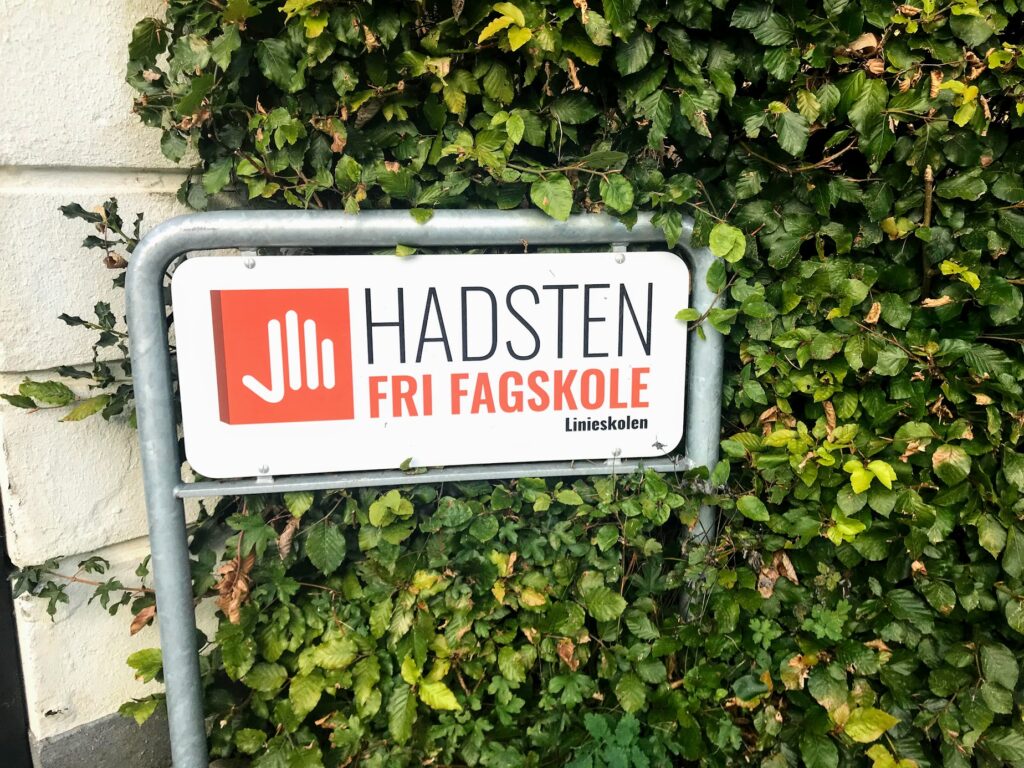 HADSTEN
FRI FAGSKOLE
Linieskolen